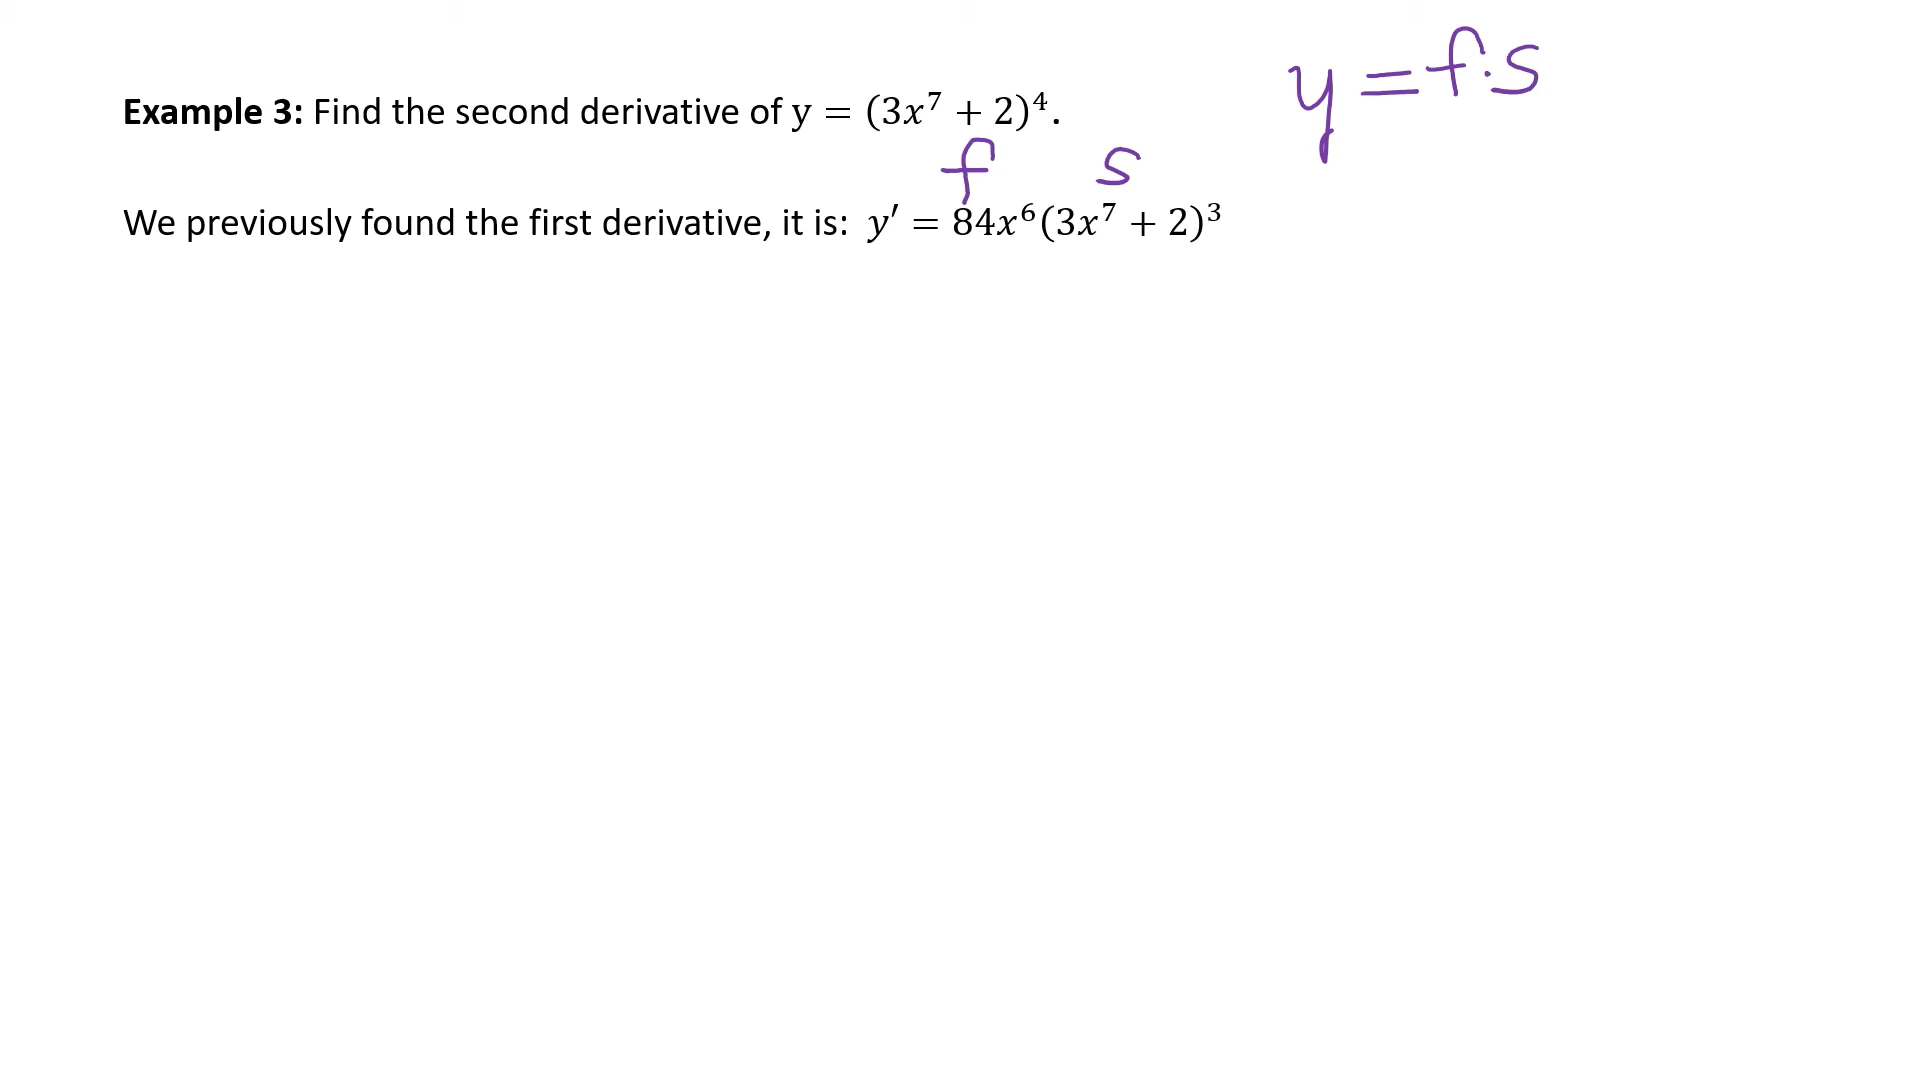 y = f·s
Example 3: Find the second derivative of y = (3x⁷ + 2)⁴.
f s
We previously found the first derivative, it is: y′ = 84x⁶(3x⁷ + 2)³